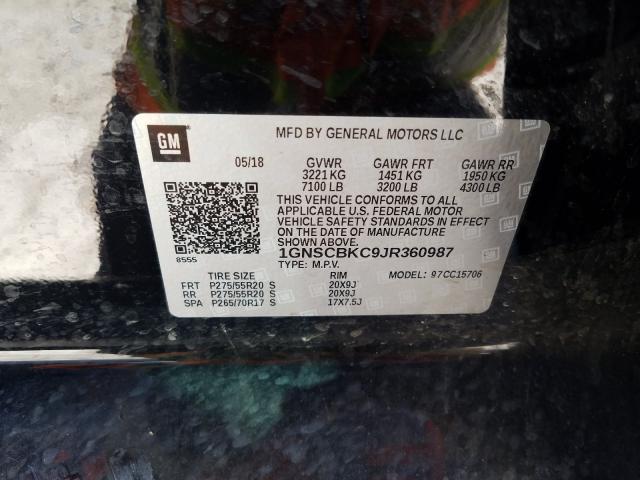 GM
MFD BY GENERAL MOTORS LLC
05/18 GVWR GAWR FRT GAWR RR
3221 KG 1451 KG 1950 KG
7100 LB 3200 LB 4300 LB
THIS VEHICLE CONFORMS TO ALL
APPLICABLE U.S. FEDERAL MOTOR
VEHICLE SAFETY STANDARDS IN EFFECT
ON THE DATE OF MANUFACTURE
SHOWN ABOVE.
8555
1GNSCBKC9JR360987
TYPE: M.P.V.
TIRE SIZE RIM MODEL: 97CC15706
FRT P275/55R20 S 20X9J
RR P275/55R20 S 20X9J
SPA P265/70R17 S 17X7.5J